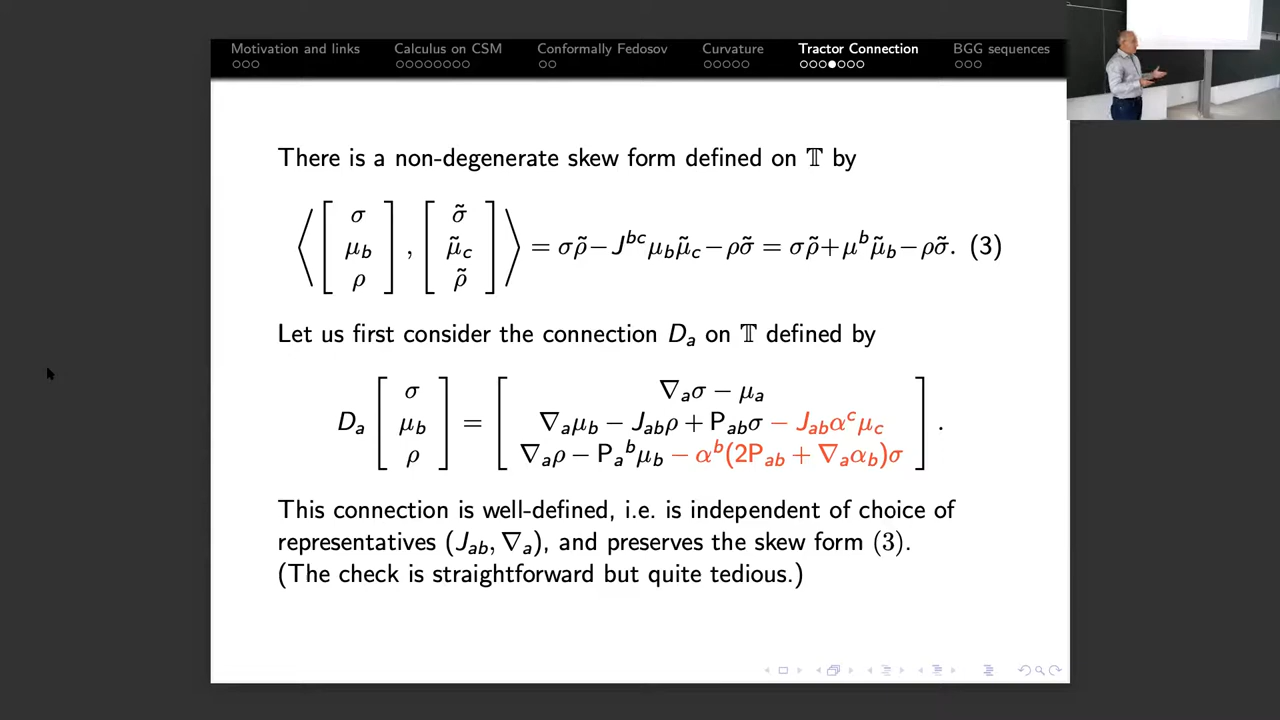 Motivation and links Calculus on CSM Conformally Fedosov Curvature Tractor Connection BGG sequences
There is a non-degenerate skew form defined on 𝕋 by
⟨[σ μ_b ρ], [σ̃ μ̃_c ρ̃]⟩ = σρ̃ − J^{bc}μ_bμ̃_c − ρσ̃ = σρ̃ + μ^bμ̃_b − ρσ̃. (3)
Let us first consider the connection D_a on 𝕋 defined by
D_a [σ μ_b ρ] = [∇_aσ − μ_a
∇_aμ_b − J_{ab}ρ + P_{ab}σ − J_{ab}α^cμ_c
∇_aρ − P_a^bμ_b − α^b(2P_{ab} + ∇_aα_b)σ].
This connection is well-defined, i.e. is independent of choice of
representatives (J_{ab}, ∇_a), and preserves the skew form (3).
(The check is straightforward but quite tedious.)